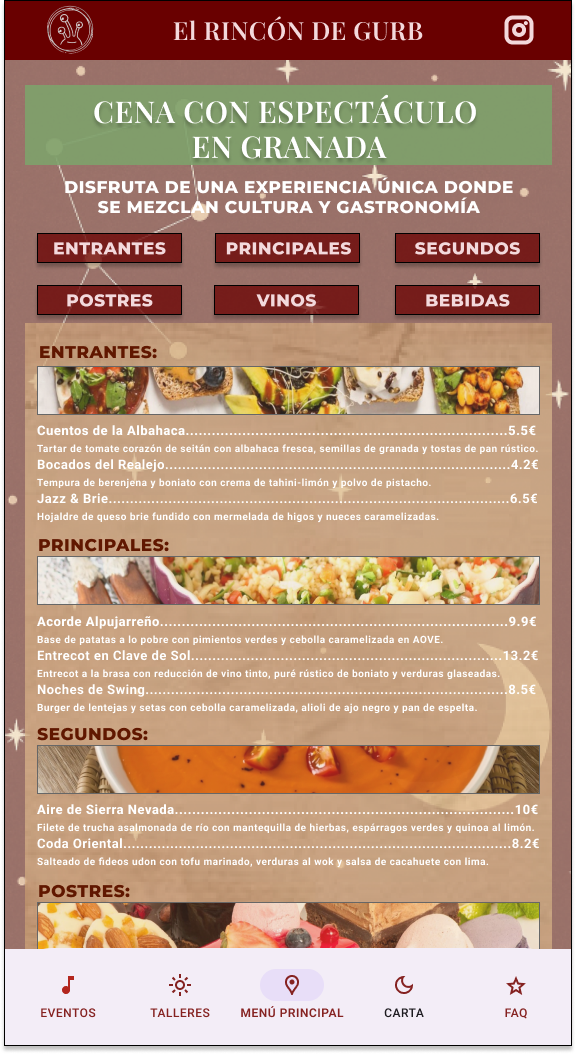 El RINCÓN DE GURB
CENA CON ESPECTÁCULO
EN GRANADA
DISFRUTA DE UNA EXPERIENCIA ÚNICA DONDE
SE MEZCLAN CULTURA Y GASTRONOMÍA
ENTRANTES PRINCIPALES SEGUNDOS
POSTRES VINOS BEBIDAS
ENTRANTES:
Cuentos de la Albahaca..........................................................................5.5€
Tartar de tomate corazón de seitán con albahaca fresca, semillas de granada y tostas de pan rústico.
Bocados del Realejo...............................................................................4.2€
Tempura de berenjena y boniato con crema de tahini-limón y polvo de pistacho.
Jazz & Brie............................................................................................6.5€
Hojaldre de queso brie fundido con mermelada de higos y nueces caramelizadas.
PRINCIPALES:
Acorde Alpujarreño................................................................................9.9€
Base de patatas a lo pobre con pimientos verdes y cebolla caramelizada en AOVE.
Entrecot en Clave de Sol.......................................................................13.2€
Entrecot a la brasa con reducción de vino tinto, puré rústico de boniato y verduras glaseadas.
Noches de Swing...................................................................................8.5€
Burger de lentejas y setas con cebolla caramelizada, alioli de ajo negro y pan de espelta.
SEGUNDOS:
Aire de Sierra Nevada..............................................................................10€
Filete de trucha asalmonada de río con mantequilla de hierbas, espárragos verdes y quinoa al limón.
Coda Oriental.........................................................................................8.2€
Salteado de fideos udon con tofu marinado, verduras al wok y salsa de cacahuete con lima.
POSTRES:
EVENTOS TALLERES MENÚ PRINCIPAL CARTA FAQ